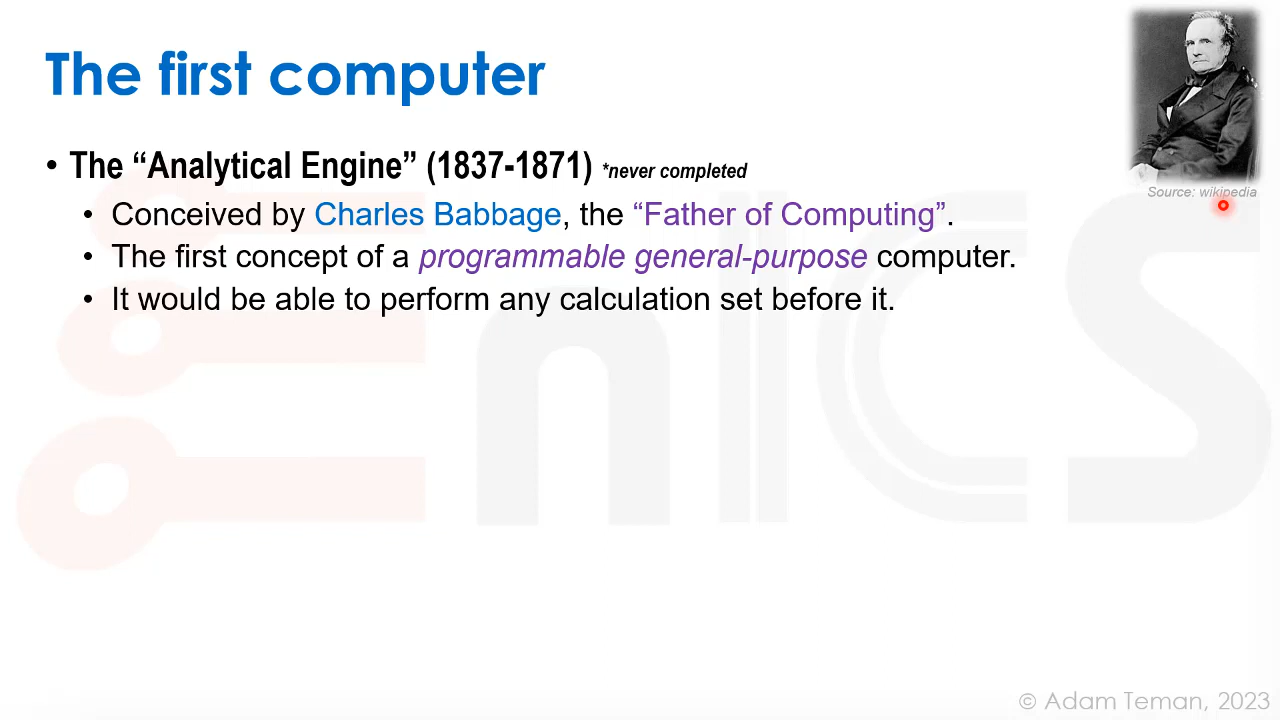 The first computer
• The “Analytical Engine” (1837-1871) *never completed
Source: wikipedia
• Conceived by Charles Babbage, the “Father of Computing”.
• The first concept of a programmable general-purpose computer.
• It would be able to perform any calculation set before it.
EnICS
© Adam Teman, 2023